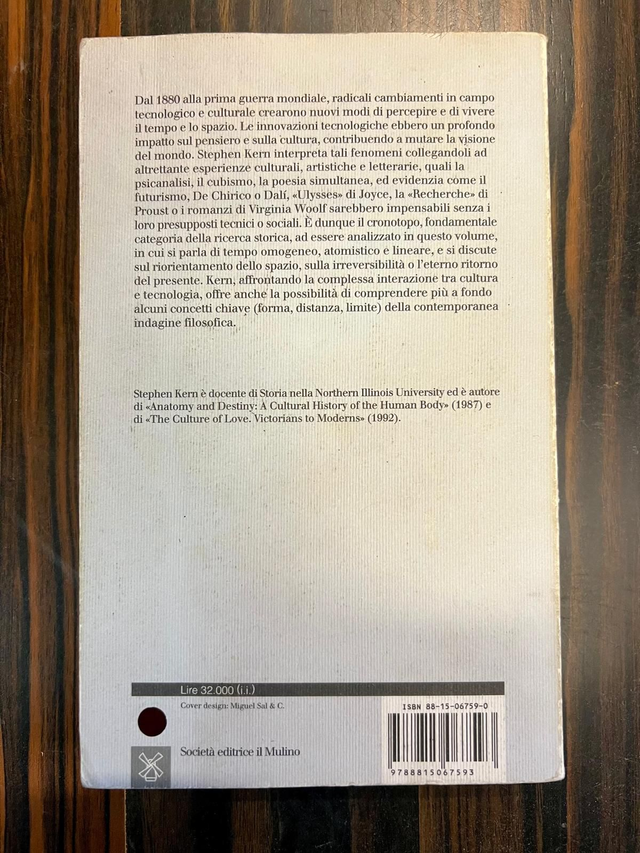 Dal 1880 alla prima guerra mondiale, radicali cambiamenti in campo
tecnologico e culturale crearono nuovi modi di percepire e di vivere
il tempo e lo spazio. Le innovazioni tecnologiche ebbero un profondo
impatto sul pensiero e sulla cultura, contribuendo a mutare la visione
del mondo. Stephen Kern interpreta tali fenomeni collegandoli ad
altrettante esperienze culturali, artistiche e letterarie, quali la
psicanalisi, il cubismo, la poesia simultanea, ed evidenzia come il
futurismo, De Chirico o Dalí, «Ulysses» di Joyce, la «Recherche» di
Proust o i romanzi di Virginia Woolf sarebbero impensabili senza i
loro presupposti tecnici o sociali. È dunque il cronotopo, fondamentale
categoria della ricerca storica, ad essere analizzato in questo volume,
in cui si parla di tempo omogeneo, atomistico e lineare, e si discute
sul riorientamento dello spazio, sulla irreversibilità o l'eterno ritorno
del presente. Kern, affrontando la complessa interazione tra cultura
e tecnologia, offre anche la possibilità di comprendere più a fondo
alcuni concetti chiave (forma, distanza, limite) della contemporanea
indagine filosofica.
Stephen Kern è docente di Storia nella Northern Illinois University ed è autore
di «Anatomy and Destiny: A Cultural History of the Human Body» (1987) e
di «The Culture of Love. Victorians to Moderns» (1992).
Lire 32.000 (i.i.)
Cover design: Miguel Sal & C.
ISBN 88-15-06759-0
Società editrice il Mulino
9788815067593